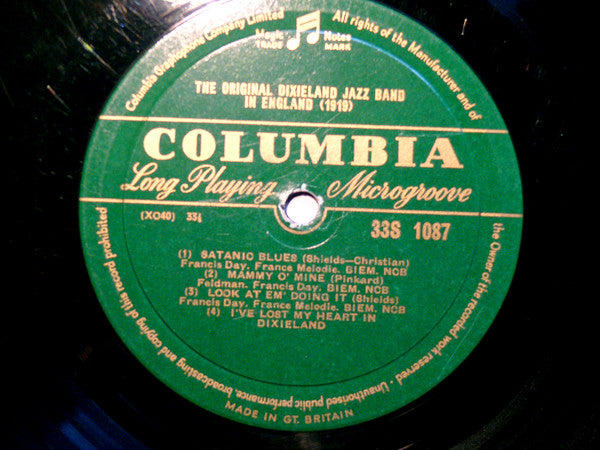 Columbia Graphophone Company Limited
All rights of the Manufacturer and of
the Owner of the recorded work reserved
Unauthorised public performance, broadcasting and copying of this record prohibited
Magic Notes
TRADE MARK
THE ORIGINAL DIXIELAND JAZZ BAND
IN ENGLAND (1919)
COLUMBIA
Long Playing Microgroove
(XO40) 33⅓
33S 1087
(1) SATANIC BLUES (Shields—Christian)
Francis Day. France Melodie. BIEM. NCB
(2) MAMMY O' MINE (Pinkard)
Feldman. Francis Day. BIEM. NCB
(3) LOOK AT EM' DOING IT (Shields)
Francis Day. France Melodie. BIEM. NCB
(4) I'VE LOST MY HEART IN
DIXIELAND
MADE IN GT. BRITAIN